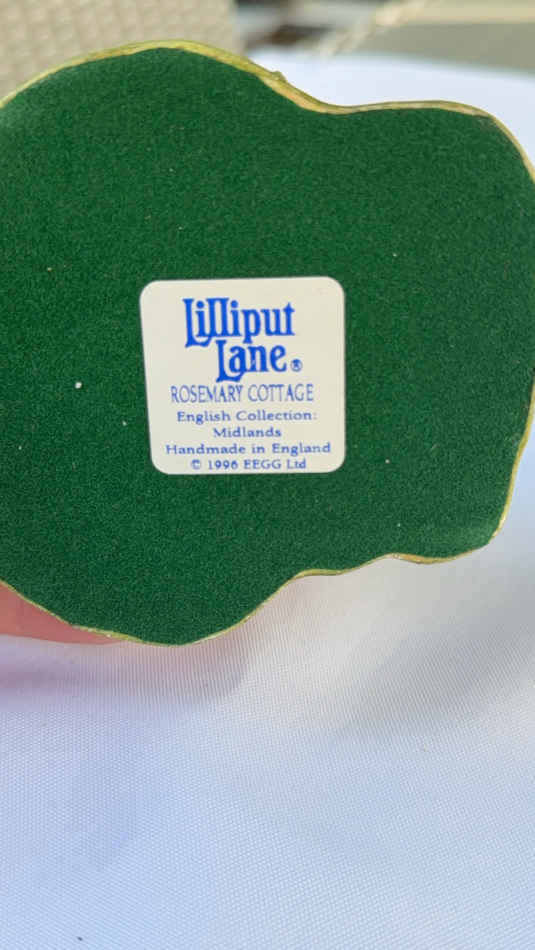 Lilliput
Lane®
ROSEMARY COTTAGE
English Collection:
Midlands
Handmade in England
© 1996 EEGG Ltd